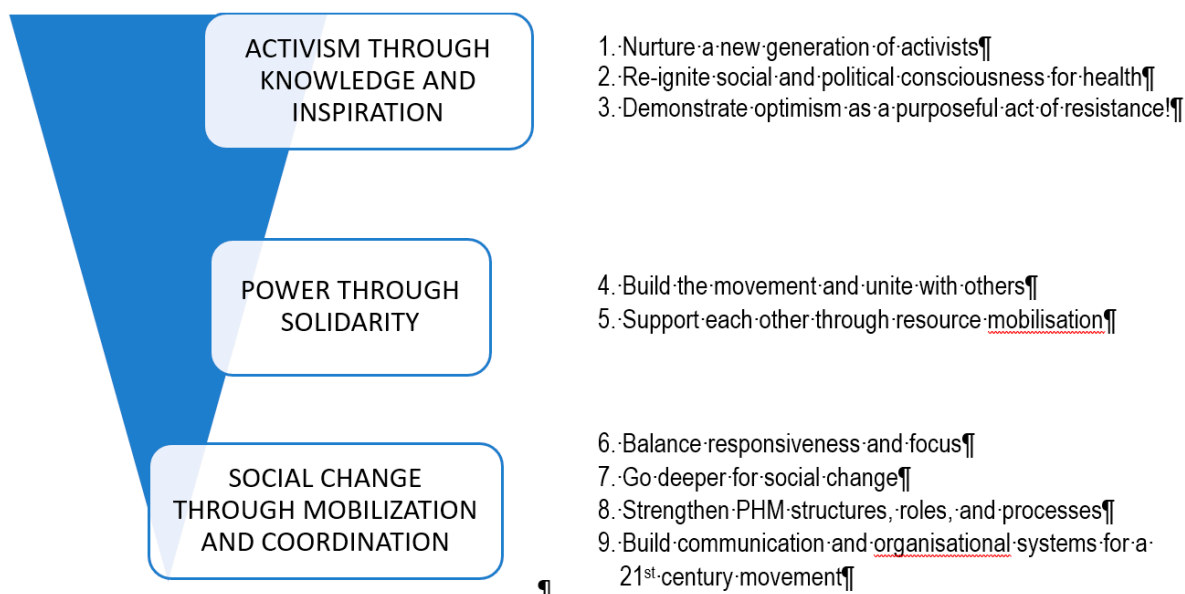 ACTIVISM THROUGH
KNOWLEDGE AND
INSPIRATION
1.·Nurture·a·new·generation·of·activists¶
2.·Re-ignite·social·and·political·consciousness·for·health¶
3.·Demonstrate·optimism·as·a·purposeful·act·of·resistance!¶
POWER THROUGH
SOLIDARITY
4.·Build·the·movement·and·unite·with·others¶
5.·Support·each·other·through·resource·mobilisation¶
SOCIAL CHANGE
THROUGH MOBILIZATION
AND COORDINATION
6.·Balance·responsiveness·and·focus¶
7.·Go·deeper·for·social·change¶
8.·Strengthen·PHM·structures,·roles,·and·processes¶
9.·Build·communication·and·organisational·systems·for·a·
21st·century·movement¶
¶